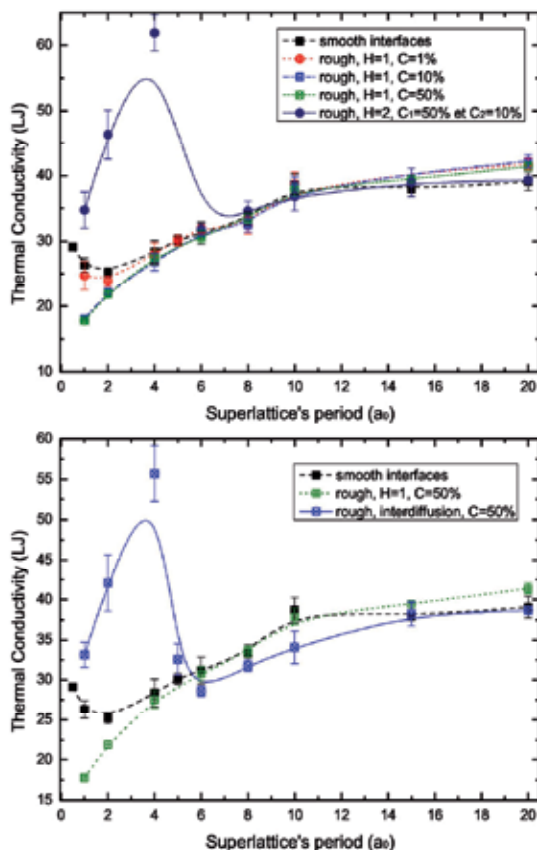 smooth interfaces
rough, H=1, C=1%
rough, H=1, C=10%
rough, H=1, C=50%
rough, H=2, C₁=50% et C₂=10%
Thermal Conductivity (LJ)
60
50
40
30
20
10
0 2 4 6 8 10 12 14 16 18 20
Superlattice's period (a₀)
smooth interfaces
rough, H=1, C=50%
rough, interdiffusion, C=50%
Thermal Conductivity (LJ)
60
55
50
45
40
35
30
25
20
15
0 2 4 6 8 10 12 14 16 18 20
Superlattice's period (a₀)